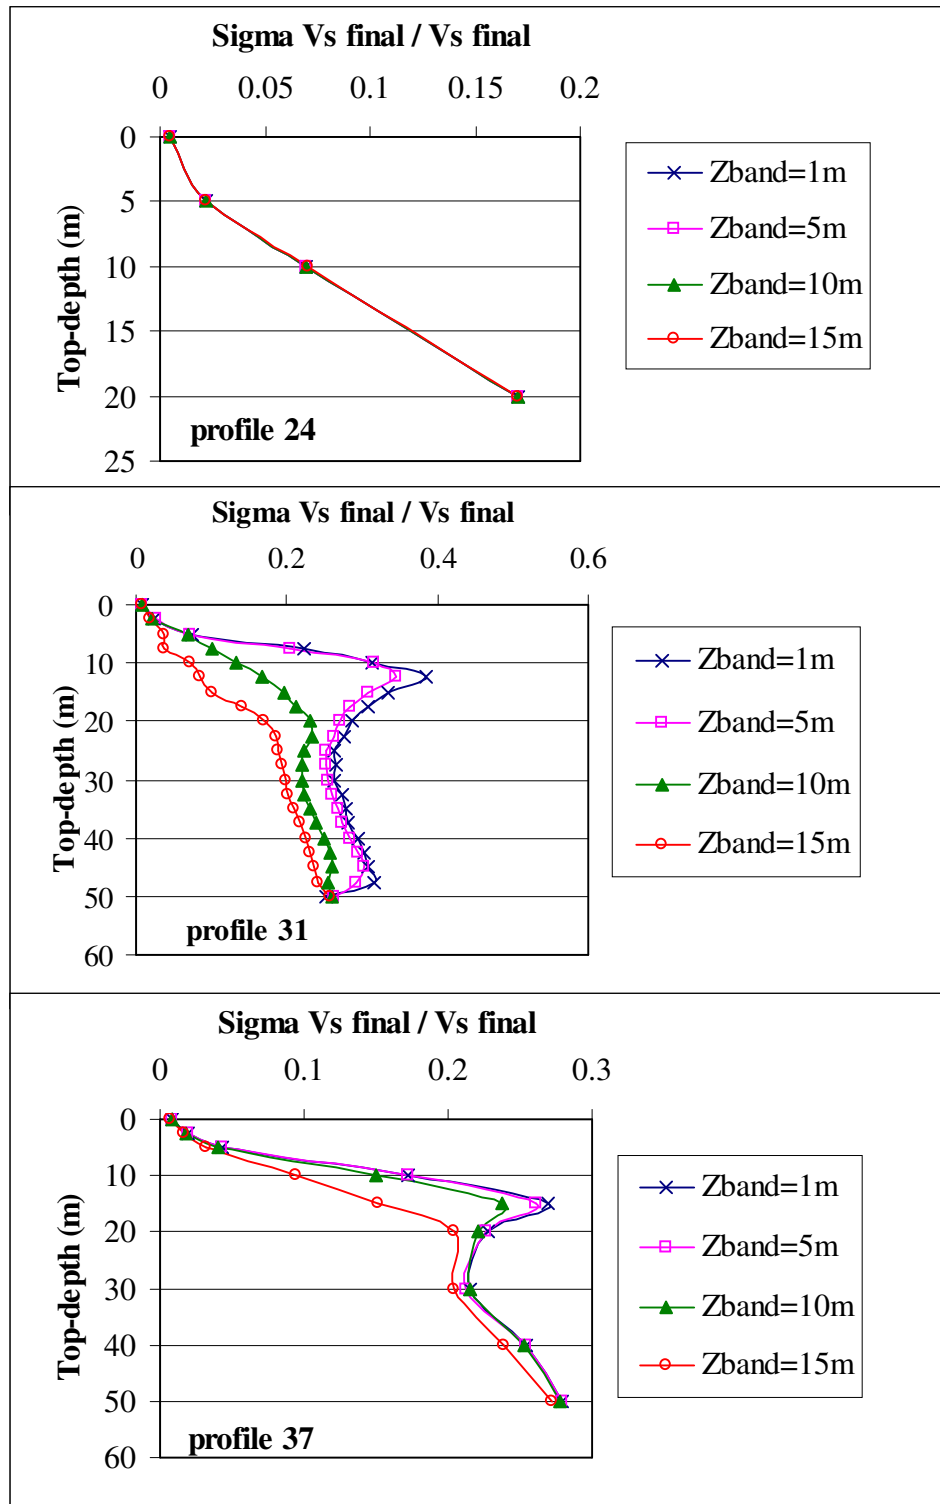 Sigma Vs final / Vs final
0 0.05 0.1 0.15 0.2
0
5
10
15
20
25
Top-depth (m)
profile 24
Zband=1m
Zband=5m
Zband=10m
Zband=15m
Sigma Vs final / Vs final
0 0.2 0.4 0.6
0
10
20
30
40
50
60
Top-depth (m)
profile 31
Zband=1m
Zband=5m
Zband=10m
Zband=15m
Sigma Vs final / Vs final
0 0.1 0.2 0.3
0
10
20
30
40
50
60
Top-depth (m)
profile 37
Zband=1m
Zband=5m
Zband=10m
Zband=15m